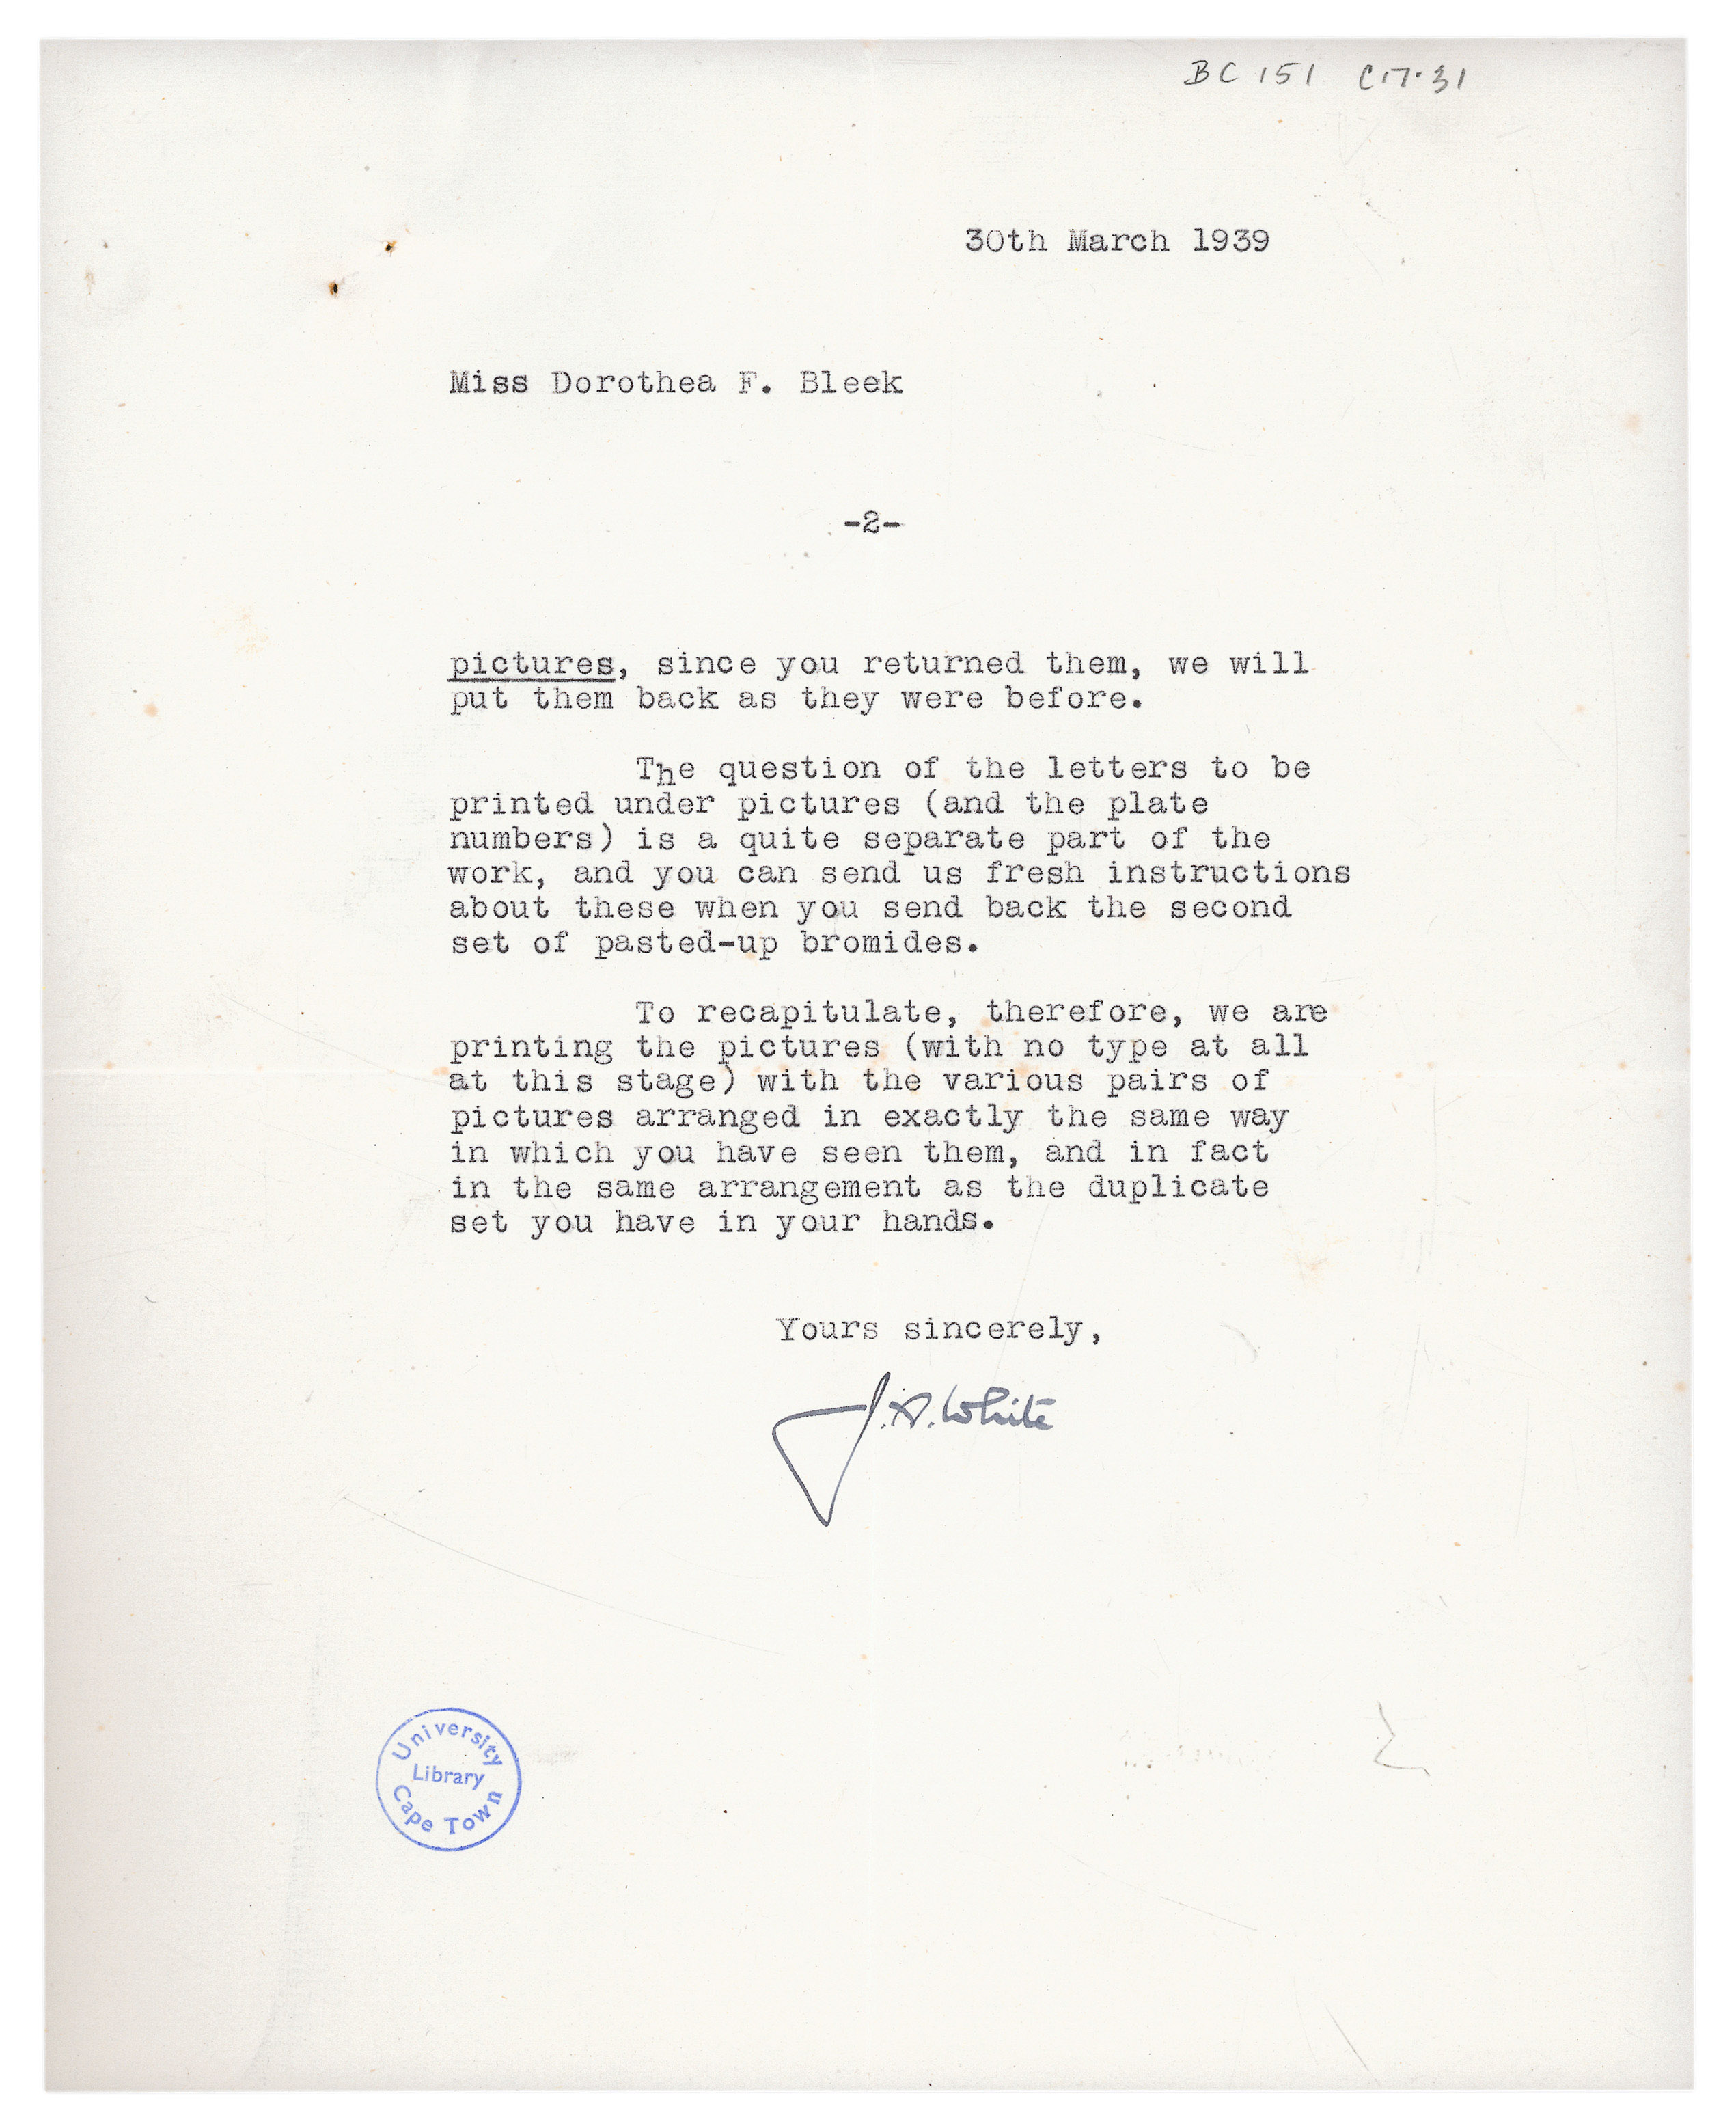 BC 151 C17.31
30th March 1939
Miss Dorothea F. Bleek
-2-
pictures, since you returned them, we will
put them back as they were before.
The question of the letters to be
printed under pictures (and the plate
numbers) is a quite separate part of the
work, and you can send us fresh instructions
about these when you send back the second
set of pasted-up bromides.
To recapitulate, therefore, we are
printing the pictures (with no type at all
at this stage) with the various pairs of
pictures arranged in exactly the same way
in which you have seen them, and in fact
in the same arrangement as the duplicate
set you have in your hands.
Yours sincerely,
J.A. White
University
Library
Cape Town